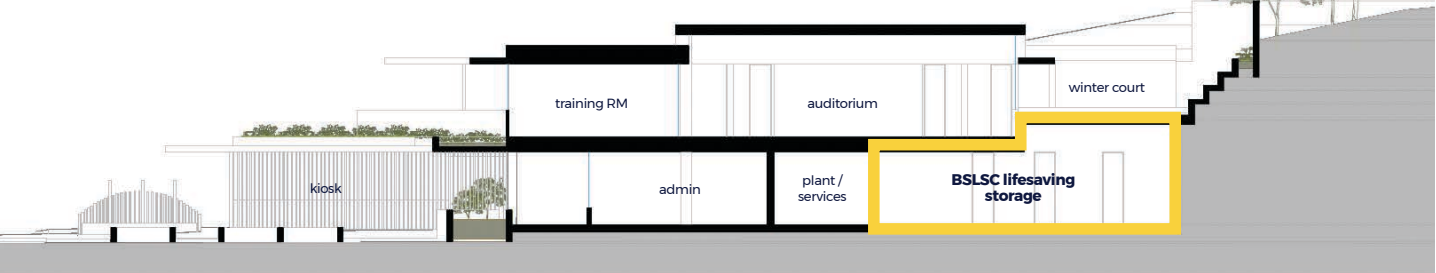 training RM
auditorium
winter court
kiosk
admin
plant /
services
BSLSC lifesaving
storage